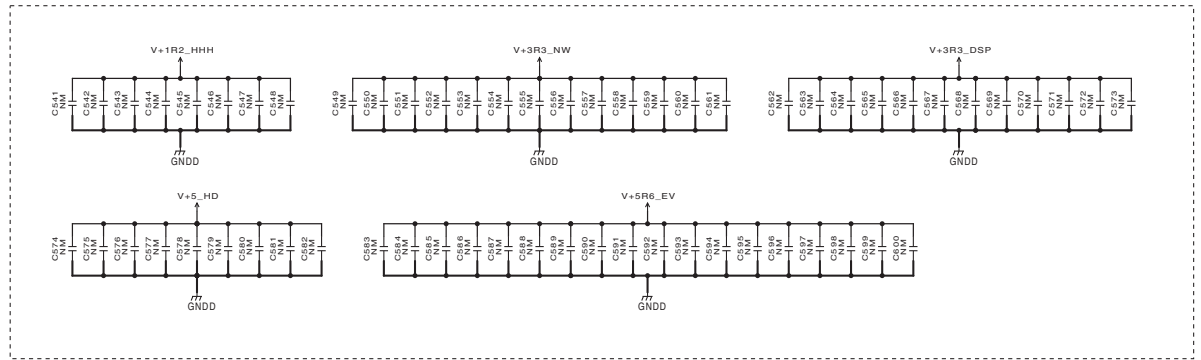 V+1R2_HHH
C541 NM
C542 NM
C543 NM
C544 NM
C545 NM
C546 NM
C547 NM
C548 NM
GNDD
V+3R3_NW
C549 NM
C550 NM
C551 NM
C552 NM
C553 NM
C554 NM
C555 NM
C556 NM
C557 NM
C558 NM
C559 NM
C560 NM
C561 NM
GNDD
V+3R3_DSP
C562 NM
C563 NM
C564 NM
C565 NM
C566 NM
C567 NM
C568 NM
C569 NM
C570 NM
C571 NM
C572 NM
C573 NM
GNDD
V+5_HD
C574 NM
C575 NM
C576 NM
C577 NM
C578 NM
C579 NM
C580 NM
C581 NM
C582 NM
GNDD
V+5R6_EV
C583 NM
C584 NM
C585 NM
C586 NM
C587 NM
C588 NM
C589 NM
C590 NM
C591 NM
C592 NM
C593 NM
C594 NM
C595 NM
C596 NM
C597 NM
C598 NM
C599 NM
C600 NM
GNDD